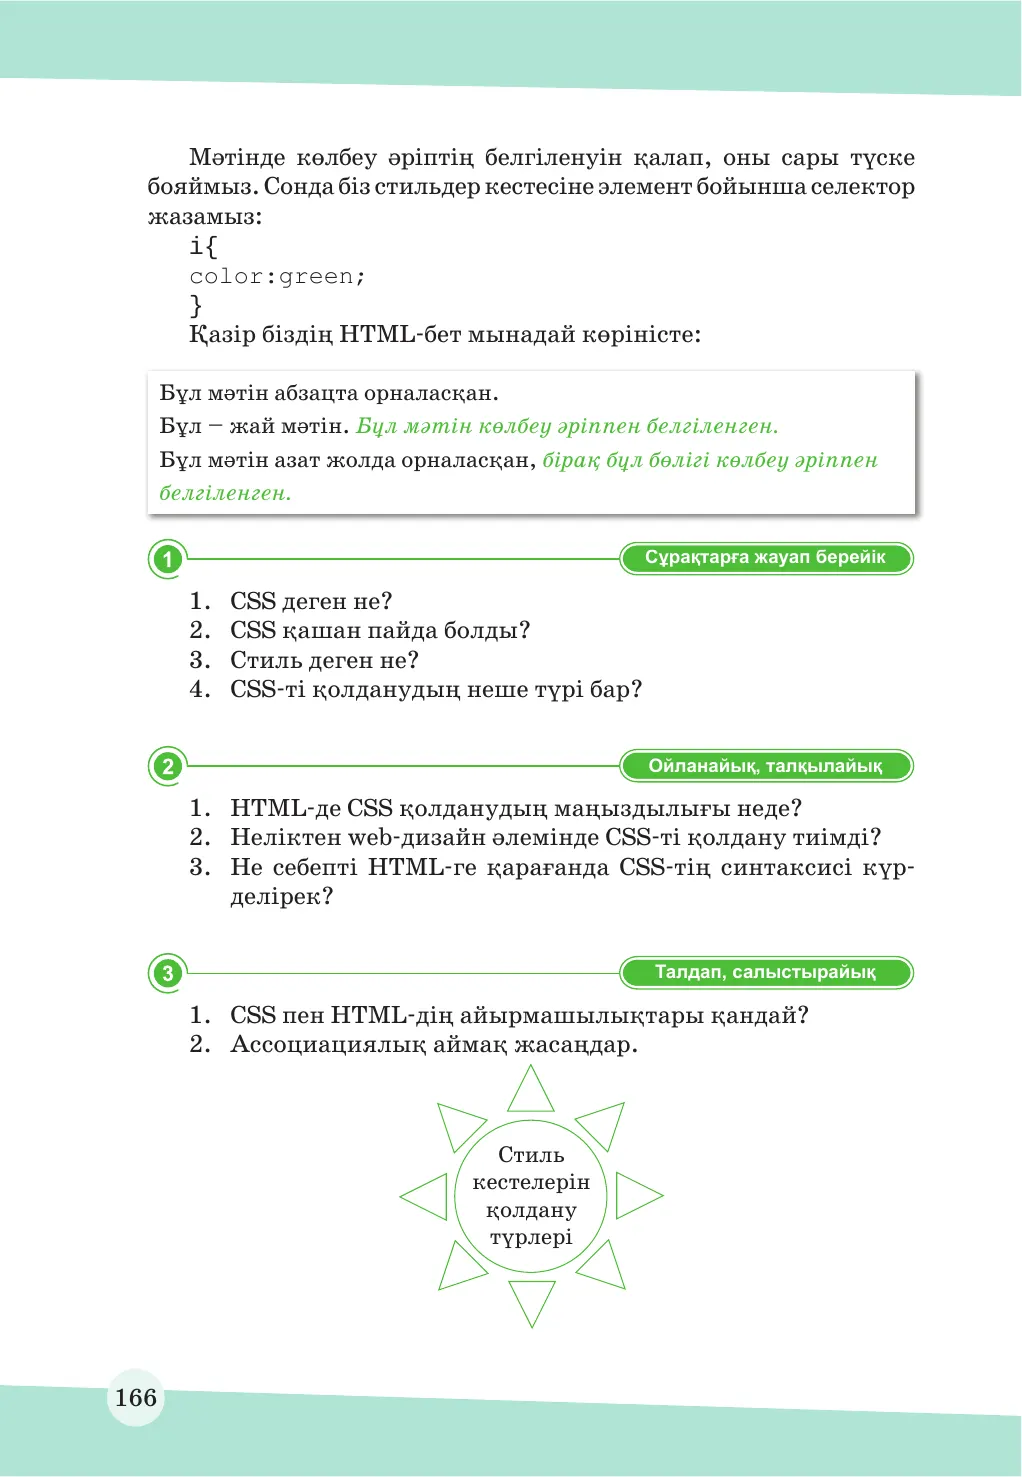 Мәтінде көлбеу әріптің белгіленуін қалап, оны сары түске
бояймыз. Сонда біз стильдер кестесіне элемент бойынша селектор
жазамыз:
i{
color:green;
}
Қазір біздің HTML-бет мынадай көріністе:
Бұл мәтін абзацта орналасқан.
Бұл – жай мәтін. Бұл мәтін көлбеу әріппен белгіленген.
Бұл мәтін азат жолда орналасқан, бірақ бұл бөлігі көлбеу әріппен
белгіленген.
1 Сұрақтарға жауап берейік
1. CSS деген не?
2. CSS қашан пайда болды?
3. Стиль деген не?
4. CSS-ті қолданудың неше түрі бар?
2 Ойланайық, талқылайық
1. HTML-де CSS қолданудың маңыздылығы неде?
2. Неліктен web-дизайн әлемінде CSS-ті қолдану тиімді?
3. Не себепті HTML-ге қарағанда CSS-тің синтаксисі күр-
делірек?
3 Талдап, салыстырайық
1. CSS пен HTML-дің айырмашылықтары қандай?
2. Ассоциациялық аймақ жасаңдар.
Стиль
кестелерін
қолдану
түрлері
166